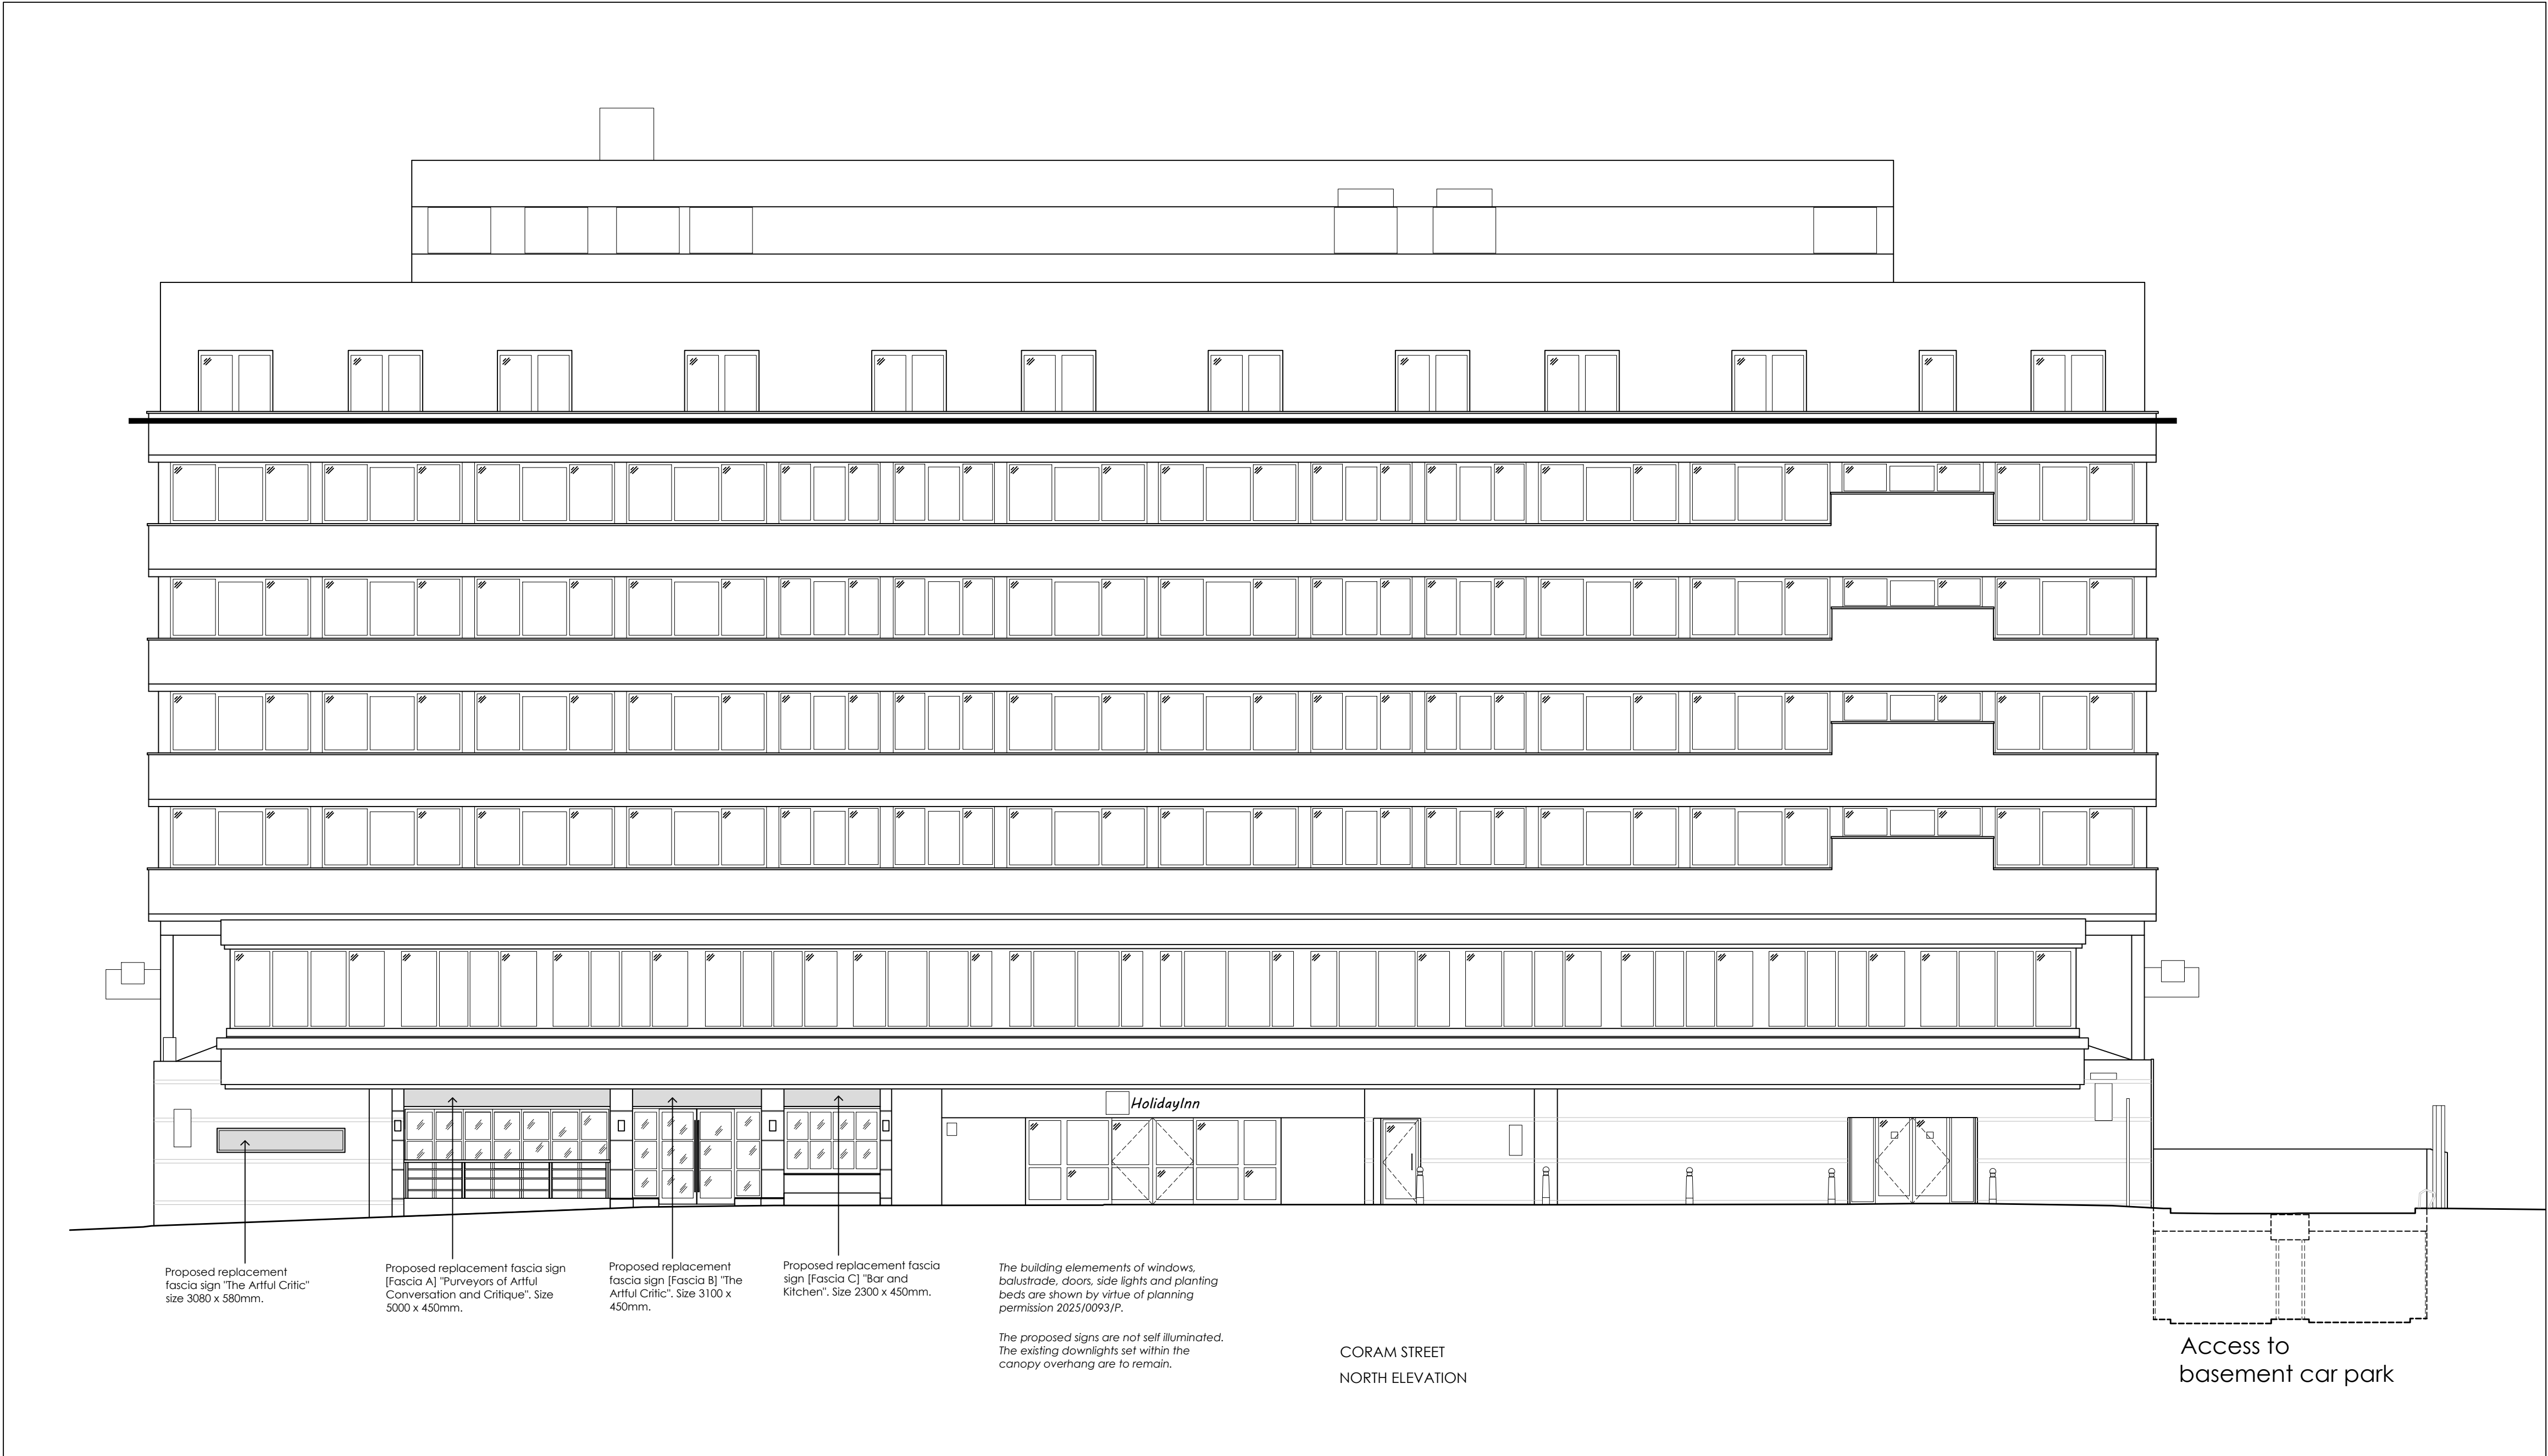 HolidayInn
Proposed replacement
fascia sign "The Artful Critic"
size 3080 x 580mm.
Proposed replacement fascia sign
[Fascia A] "Purveyors of Artful
Conversation and Critique". Size
5000 x 450mm.
Proposed replacement
fascia sign [Fascia B] "The
Artful Critic". Size 3100 x
450mm.
Proposed replacement fascia
sign [Fascia C] "Bar and
Kitchen". Size 2300 x 450mm.
The building elemements of windows,
balustrade, doors, side lights and planting
beds are shown by virtue of planning
permission 2025/0093/P.
The proposed signs are not self illuminated.
The existing downlights set within the
canopy overhang are to remain.
CORAM STREET
NORTH ELEVATION
Access to
basement car park